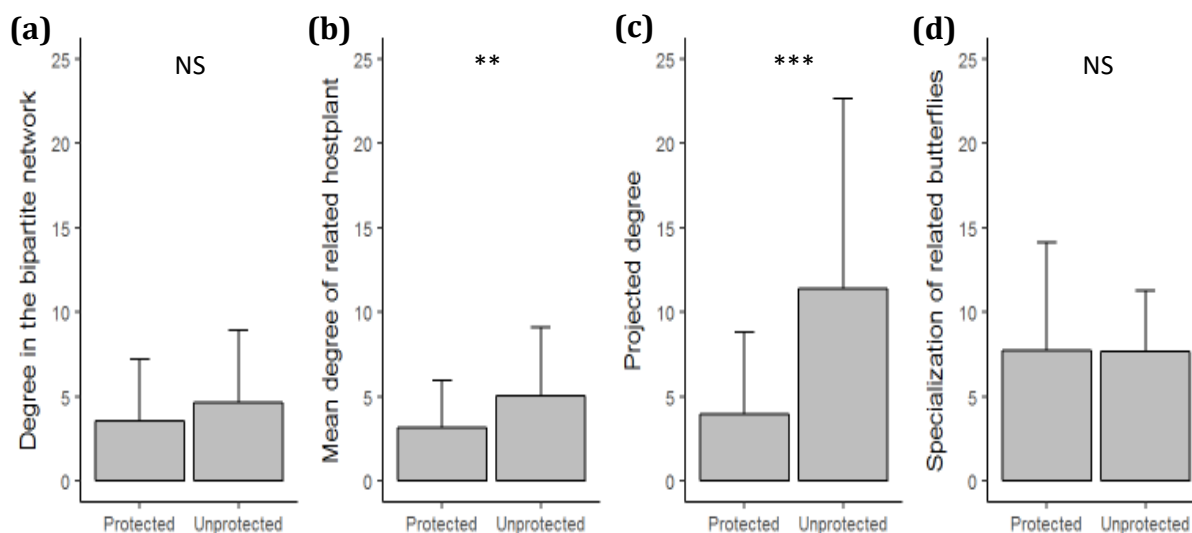 (a)
Degree in the bipartite network
NS
25
20
15
10
5
0
Protected Unprotected
(b)
Mean degree of related hostplant
**
25
20
15
10
5
0
Protected Unprotected
(c)
Projected degree
***
25
20
15
10
5
0
Protected Unprotected
(d)
Specialization of related butterflies
NS
25
20
15
10
5
0
Protected Unprotected